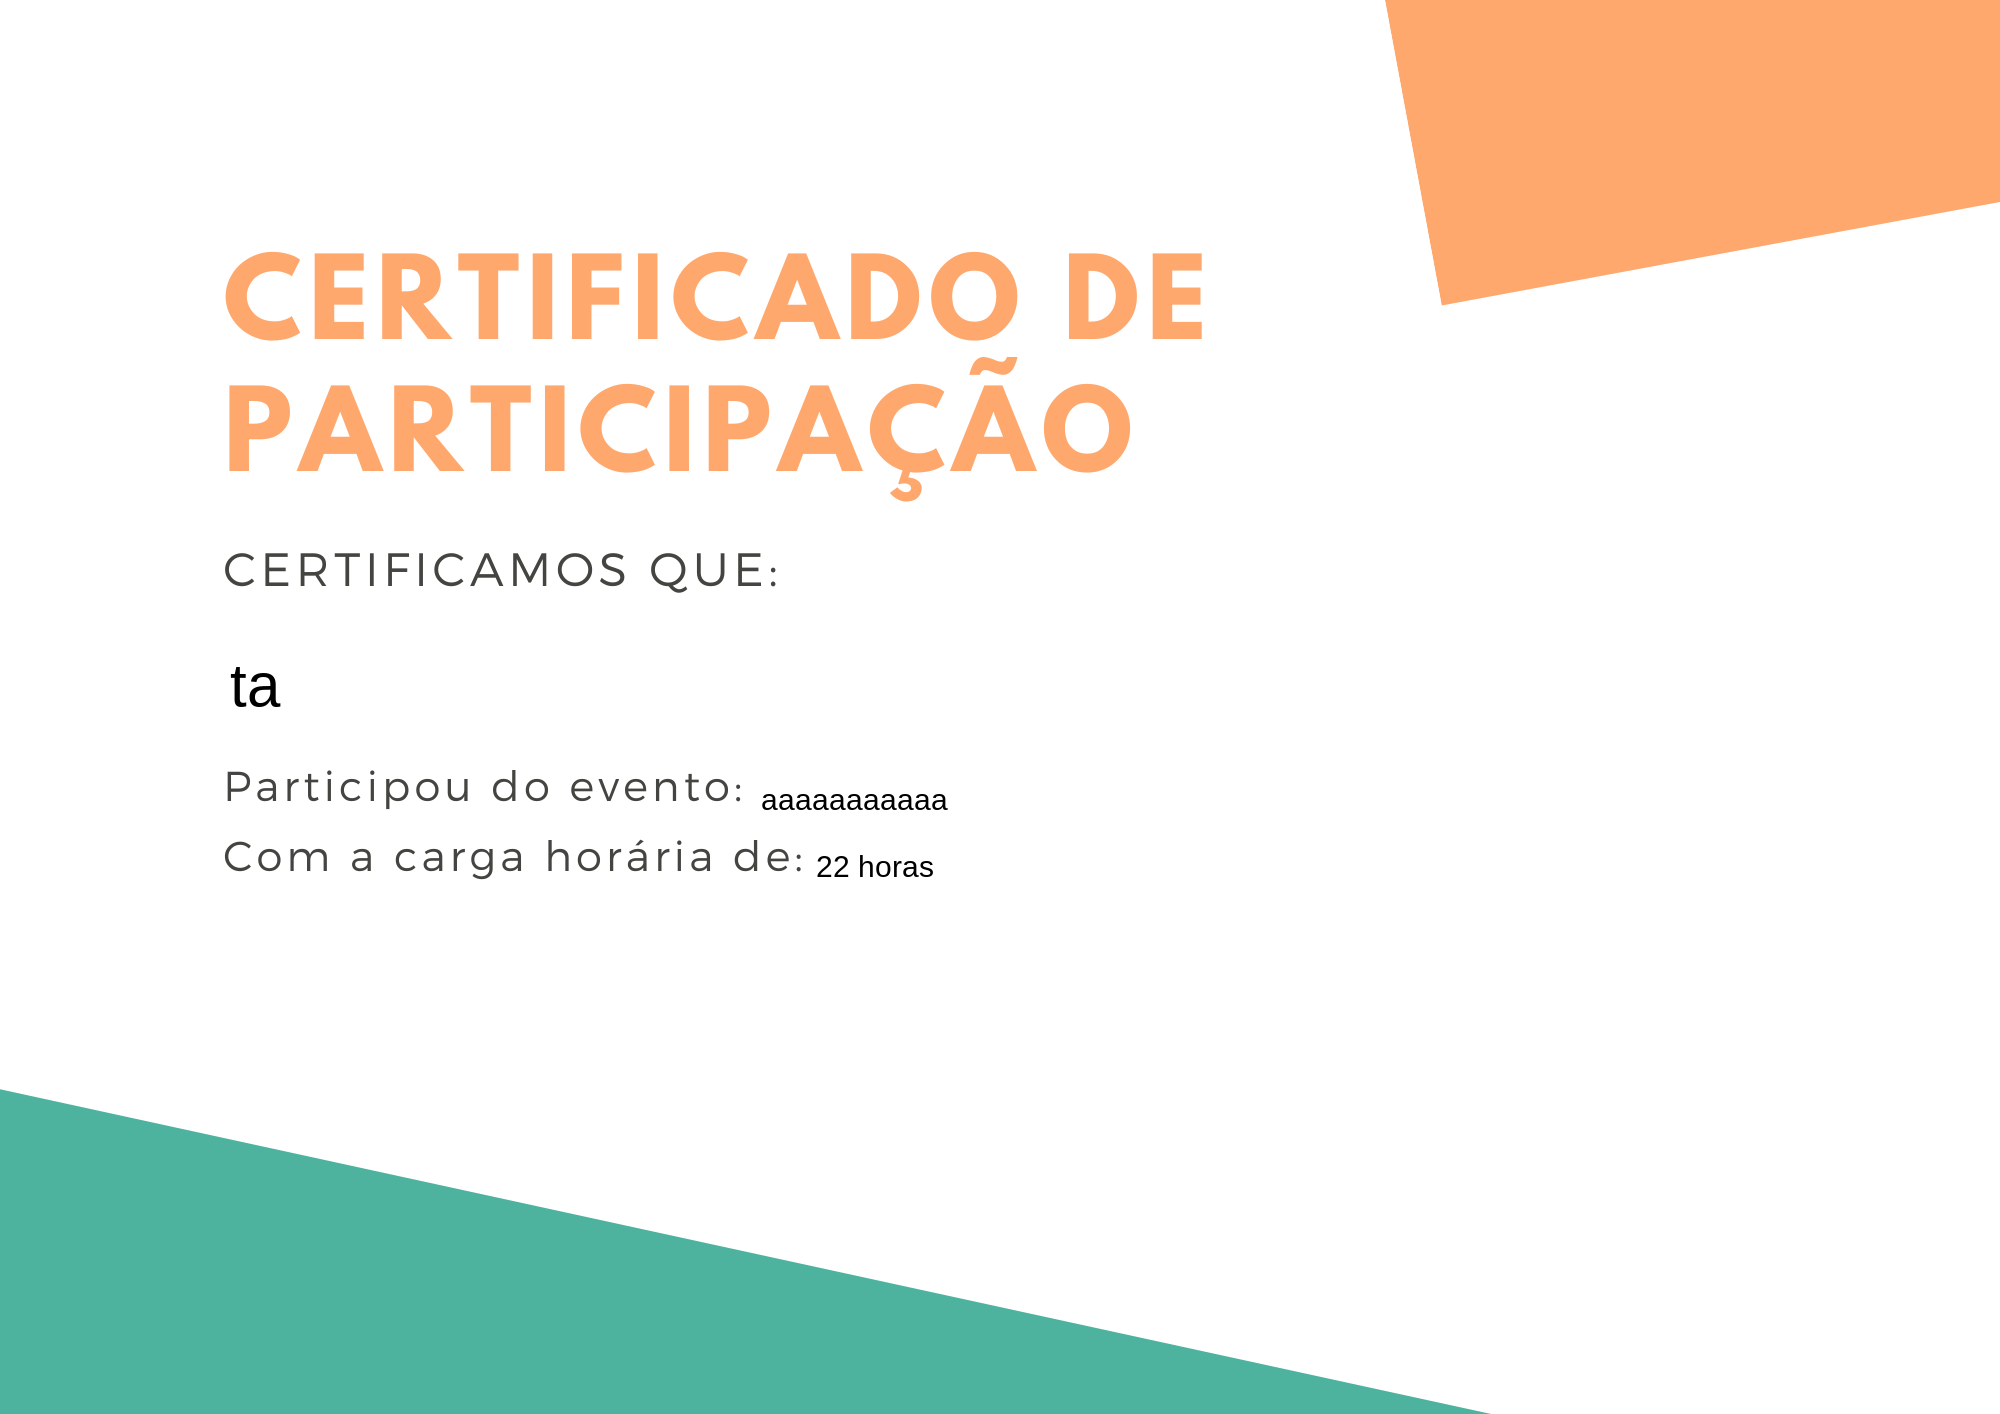 CERTIFICADO DE
PARTICIPAÇÃO
CERTIFICAMOS QUE:
ta
Participou do evento: aaaaaaaaaaa
Com a carga horária de: 22 horas